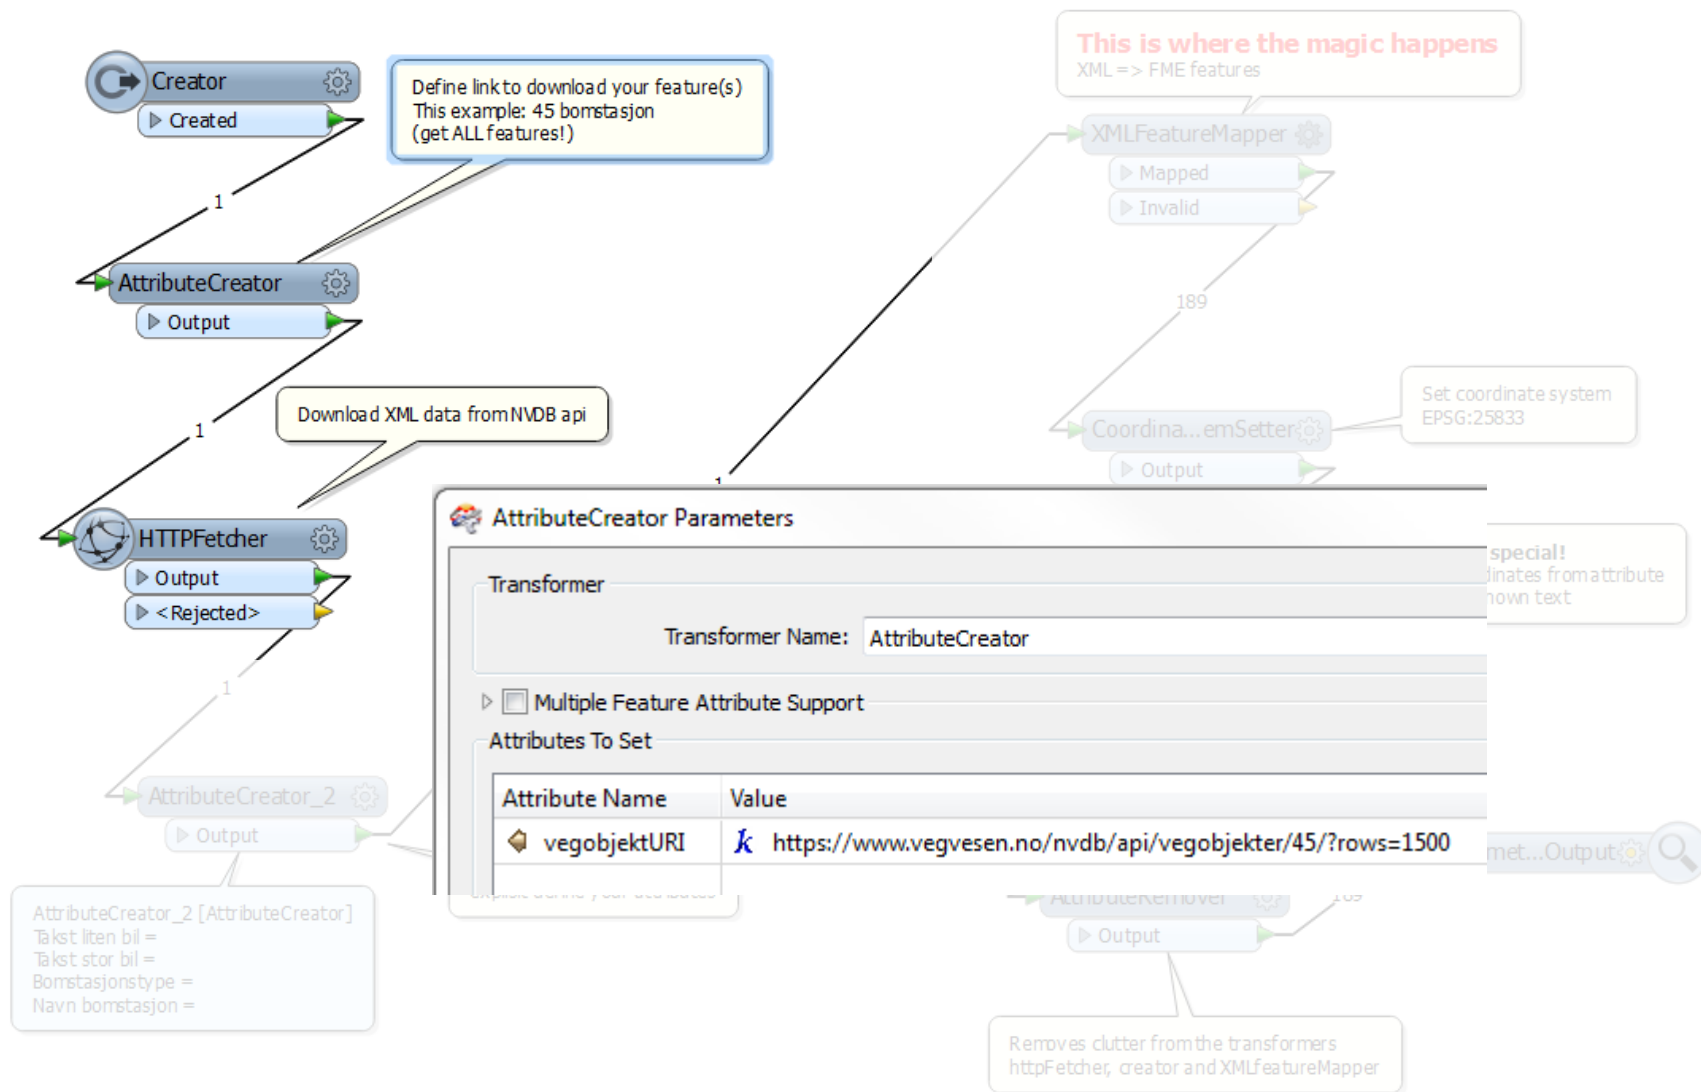 Creator
Created
Define link to download your feature(s)
This example: 45 bomstasjon
(get ALL features!)
1
AttributeCreator
Output
1
Download XML data from NVDB api
HTTPFetcher
Output
<Rejected>
1
AttributeCreator_2
Output
AttributeCreator_2 [AttributeCreator]
Takst liten bil =
Takst stor bil =
Bomstasjonstype =
Navn bomstasjon =
This is where the magic happens
XML => FME features
XMLFeatureMapper
Mapped
Invalid
189
1
Set coordinate system
EPSG:25833
Coordina...emSetter
Output
special!
dinates from attribute
nown text
AttributeCreator Parameters
Transformer
Transformer Name: AttributeCreator
Multiple Feature Attribute Support
Attributes To Set
Attribute Name Value
vegobjektURI k https://www.vegvesen.no/nvdb/api/vegobjekter/45/?rows=1500
met...Output
Explicit define your attributes
AttributeRemover
189
Output
Removes clutter from the transformers
httpFetcher, creator and XMLfeatureMapper